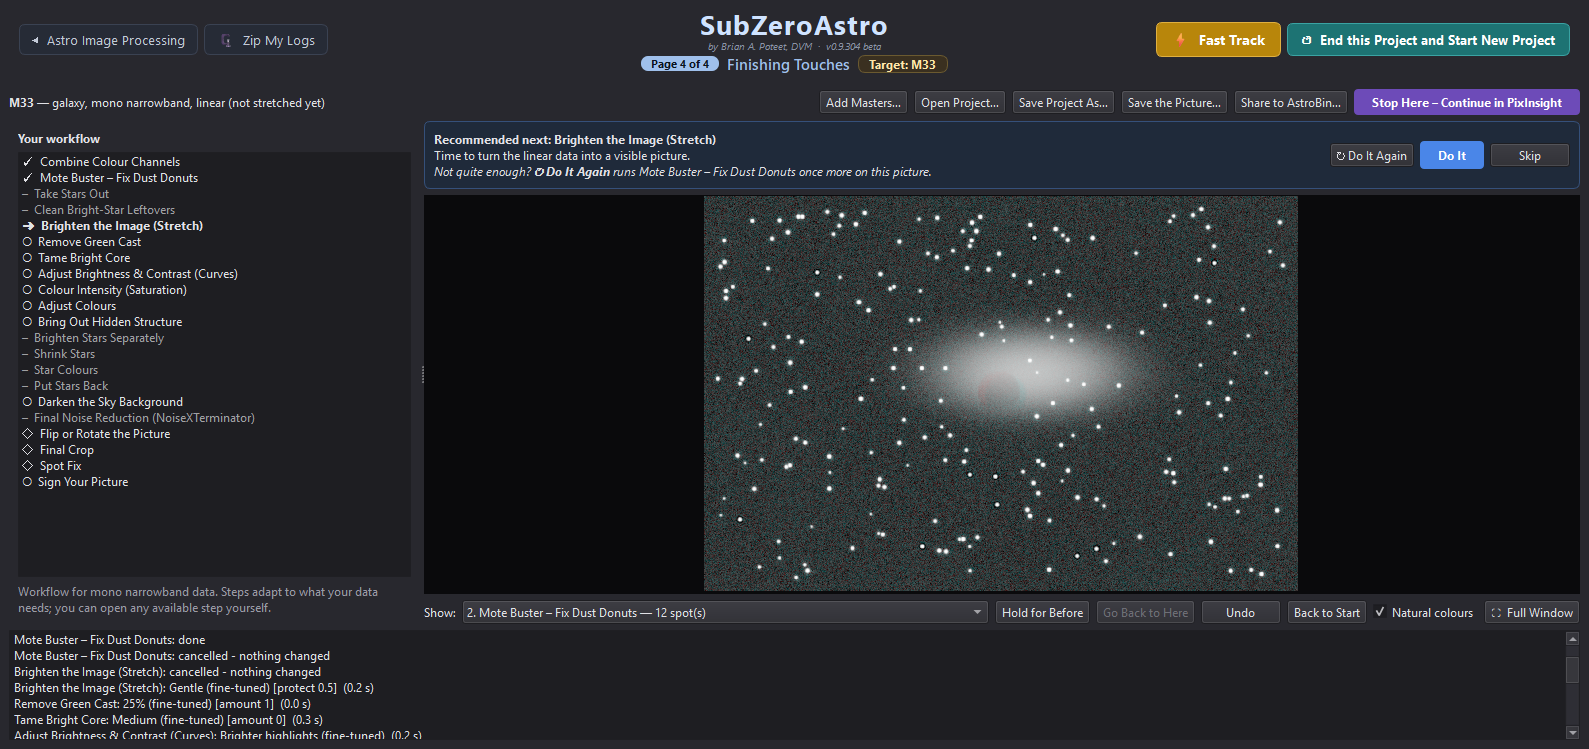 SubZeroAstro
by Brian A. Pateet, DVM · v0.9.304 beta
Astro Image Processing
Zip My Logs
Page 4 of 4
Finishing Touches
Target: M33
Fast Track
End this Project and Start New Project
M33 — galaxy, mono narrowband, linear (not stretched yet)
Add Masters...
Open Project...
Save Project As...
Save the Picture...
Share to AstroBin...
Stop Here – Continue in PixInsight
Your workflow
✓ Combine Colour Channels
✓ Mote Buster – Fix Dust Donuts
– Take Stars Out
– Clean Bright-Star Leftovers
➔ Brighten the Image (Stretch)
○ Remove Green Cast
○ Tame Bright Core
○ Adjust Brightness & Contrast (Curves)
○ Colour Intensity (Saturation)
○ Adjust Colours
○ Bring Out Hidden Structure
– Brighten Stars Separately
– Shrink Stars
– Star Colours
– Put Stars Back
○ Darken the Sky Background
– Final Noise Reduction (NoiseXTerminator)
◇ Flip or Rotate the Picture
◇ Final Crop
◇ Spot Fix
○ Sign Your Picture
Workflow for mono narrowband data. Steps adapt to what your data
needs; you can open any available step yourself.
Recommended next: Brighten the Image (Stretch)
Time to turn the linear data into a visible picture.
Not quite enough? ↻ Do It Again runs Mote Buster – Fix Dust Donuts once more on this picture.
↻ Do It Again
Do It
Skip
Show:
2. Mote Buster – Fix Dust Donuts — 12 spot(s)
Hold for Before
Go Back to Here
Undo
Back to Start
✓ Natural colours
Full Window
Mote Buster – Fix Dust Donuts: done
Mote Buster – Fix Dust Donuts: cancelled - nothing changed
Brighten the Image (Stretch): cancelled - nothing changed
Brighten the Image (Stretch): Gentle (fine-tuned) [protect 0.5] (0.2 s)
Remove Green Cast: 25% (fine-tuned) [amount 1] (0.0 s)
Tame Bright Core: Medium (fine-tuned) [amount 0] (0.3 s)
Adjust Brightness & Contrast (Curves): Brighter highlights (fine-tuned) (0.2 s)